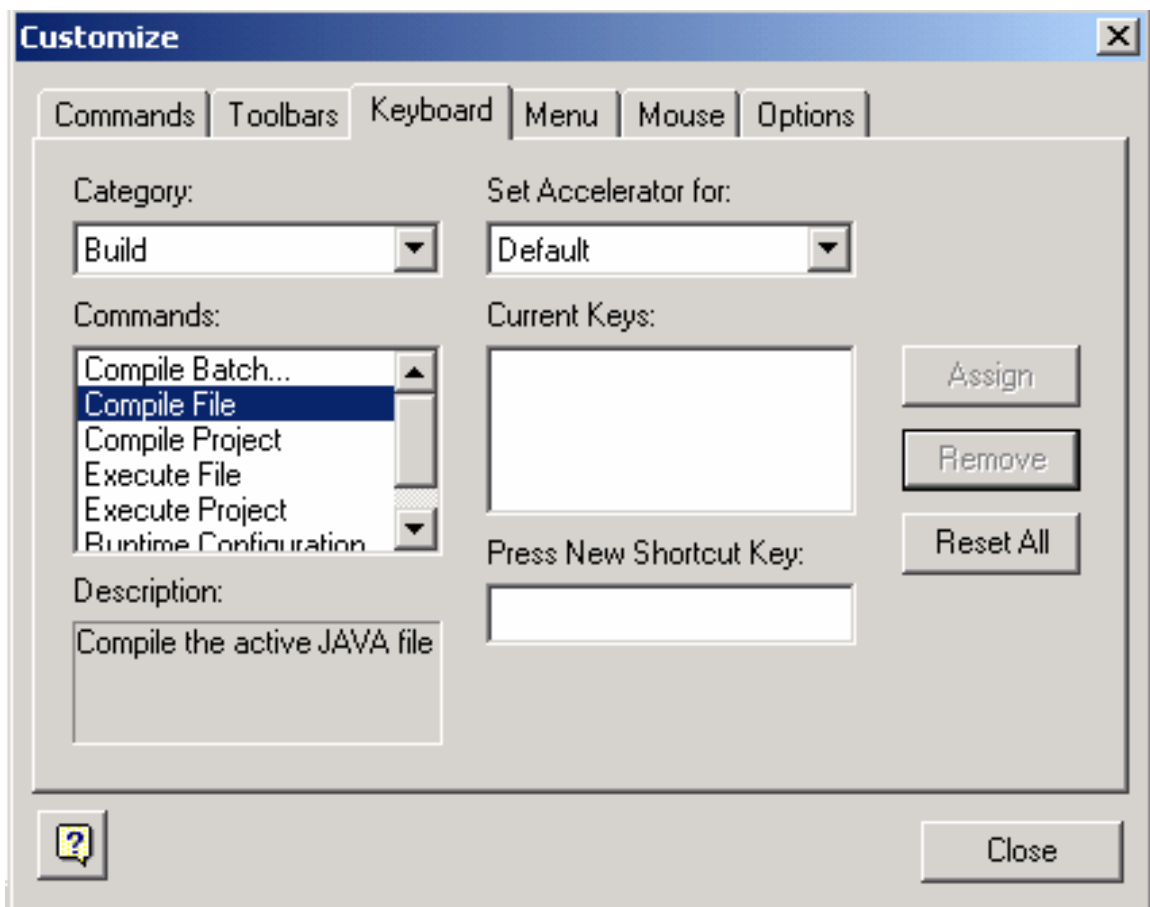 Customize
Commands Toolbars Keyboard Menu Mouse Options
Category:
Build
Set Accelerator for:
Default
Commands:
Compile Batch...
Compile File
Compile Project
Execute File
Execute Project
Runtime Configuration
Current Keys:
Assign
Remove
Reset All
Press New Shortcut Key:
Description:
Compile the active JAVA file
?
Close